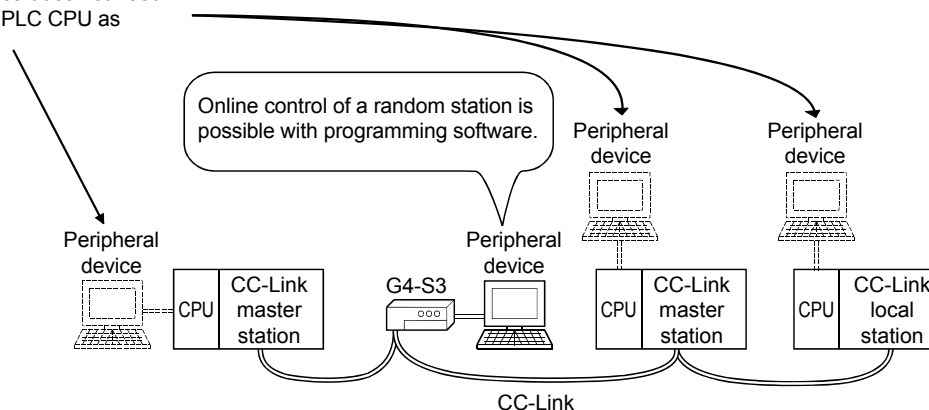 PLC CPU as
Online control of a random station is
possible with programming software.
Peripheral
device
Peripheral
device
Peripheral
device
Peripheral
device
G4-S3
CPU
CC-Link
master
station
CPU
CC-Link
master
station
CPU
CC-Link
local
station
CC-Link